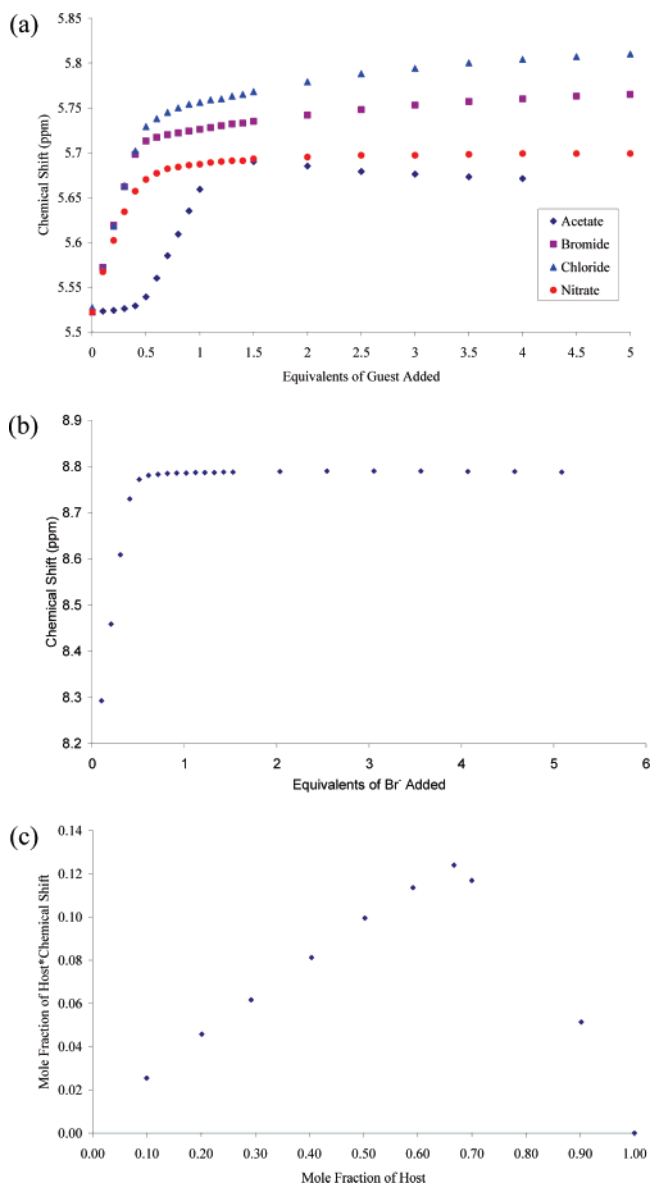 (a)
5.85
5.8
5.75
5.7
5.65
5.6
5.55
5.5
Chemical Shift (ppm)
Acetate
Bromide
Chloride
Nitrate
0 0.5 1 1.5 2 2.5 3 3.5 4 4.5 5
Equivalents of Guest Added
(b)
8.9
8.8
8.7
8.6
8.5
8.4
8.3
8.2
Chemical Shift (ppm)
0 1 2 3 4 5 6
Equivalents of Br⁻ Added
(c)
0.14
0.12
0.10
0.08
0.06
0.04
0.02
0.00
Mole Fraction of Host*Chemical Shift
0.00 0.10 0.20 0.30 0.40 0.50 0.60 0.70 0.80 0.90 1.00
Mole Fraction of Host